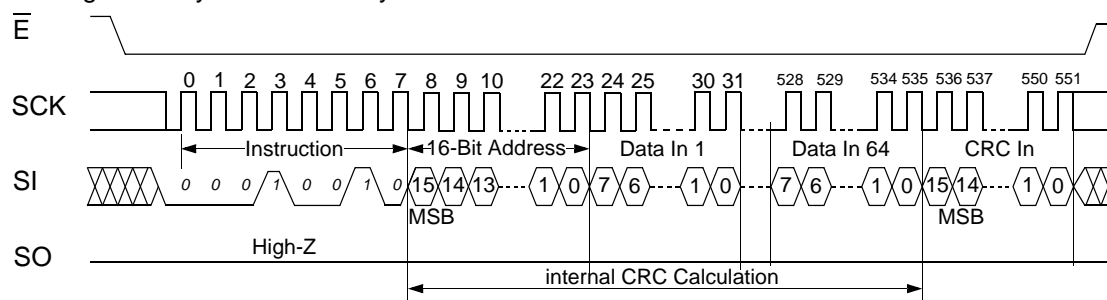 E
0 1 2 3 4 5 6 7 8 9 10 22 23 24 25 30 31 528 529 534 535 536 537 550 551
SCK
Instruction 16-Bit Address Data In 1 Data In 64 CRC In
SI 0 0 0 1 0 0 1 0 15 14 13 1 0 7 6 1 0 7 6 1 0 15 14 1 0
MSB MSB
High-Z
SO
internal CRC Calculation